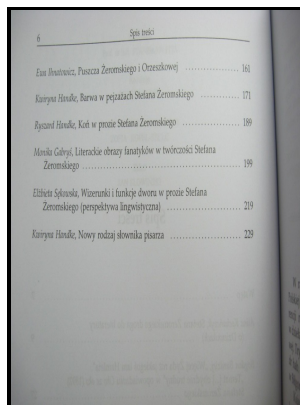 6 Spis treści
Ewa Ihnatowicz, Puszcza Żeromskiego i Orzeszkowej 161
Kwiryna Handke, Barwa w pejzażach Stefana Żeromskiego 171
Ryszard Handke, Koń w prozie Stefana Żeromskiego 189
Monika Gabryś, Literackie obrazy fanatyków w twórczości Stefana
Żeromskiego 199
Elżbieta Sękowska, Wizerunki i funkcje dworu w prozie Stefana
Żeromskiego (perspektywa lingwistyczna) 219
Kwiryna Handke, Nowy rodzaj słownika pisarza 229